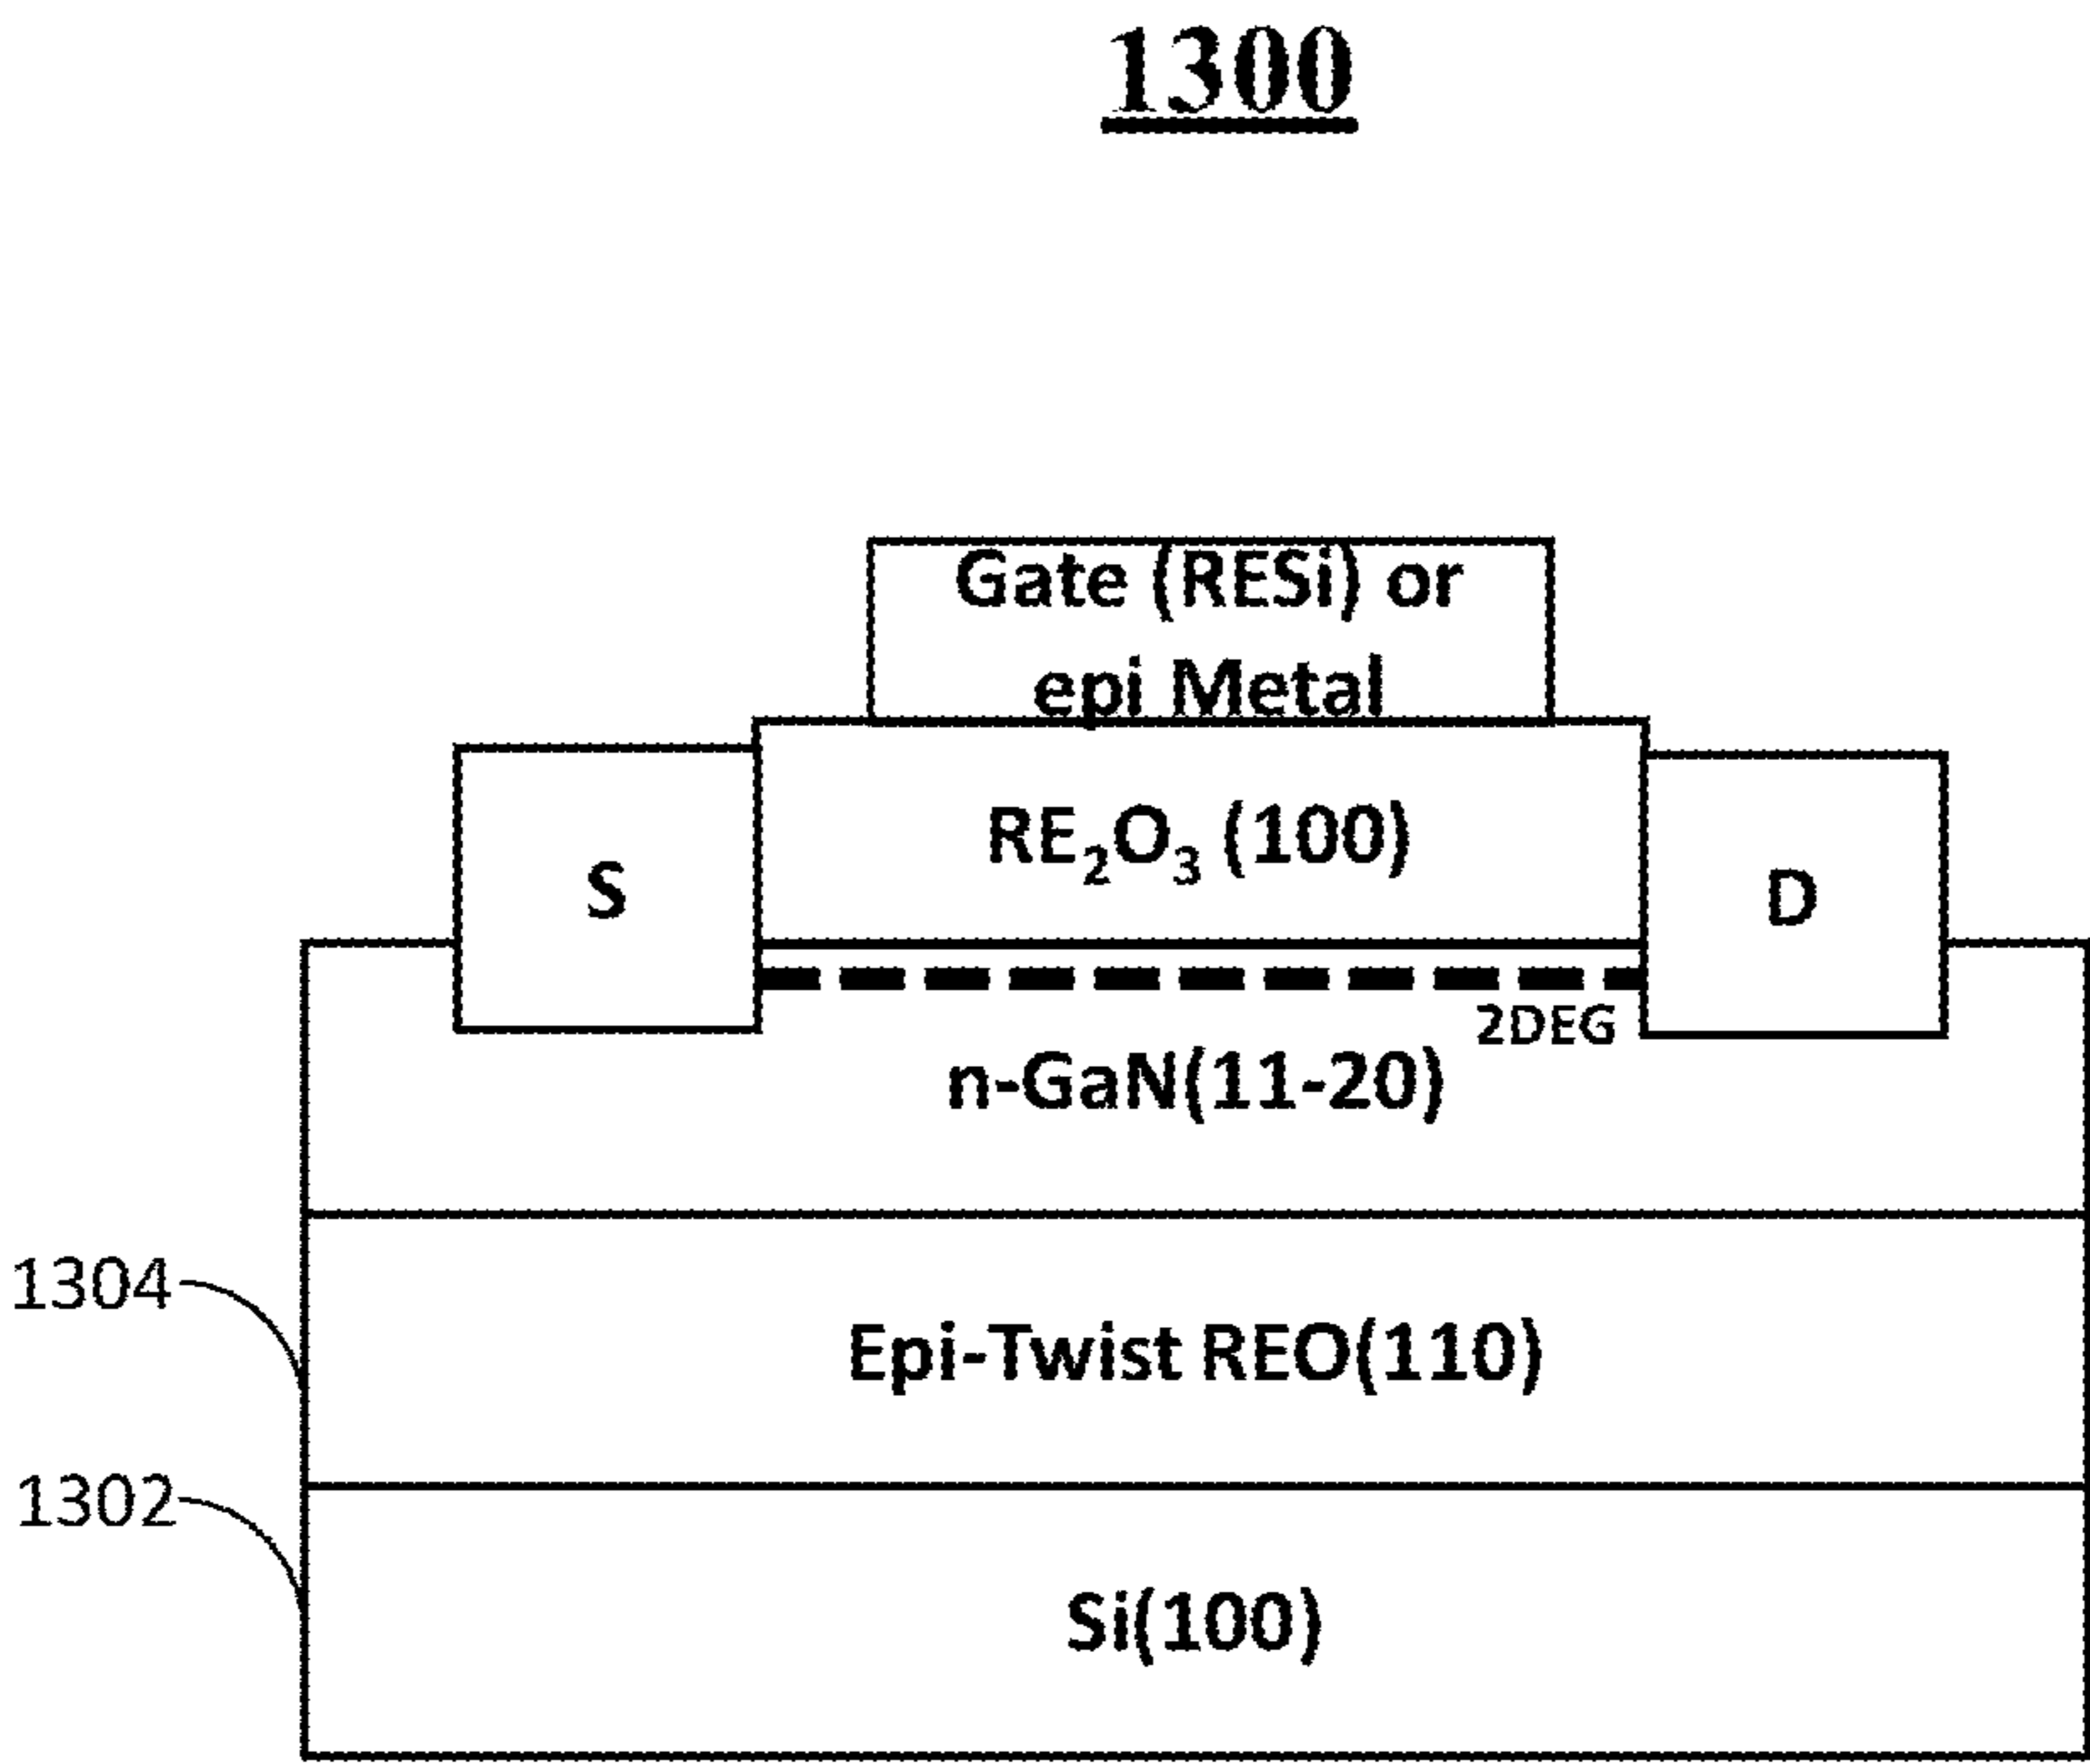 1300
Gate (RESi) or
epi Metal
RE₂O₃ (100)
S
D
2DEG
n-GaN(11-20)
1304
Epi-Twist REO(110)
1302
Si(100)